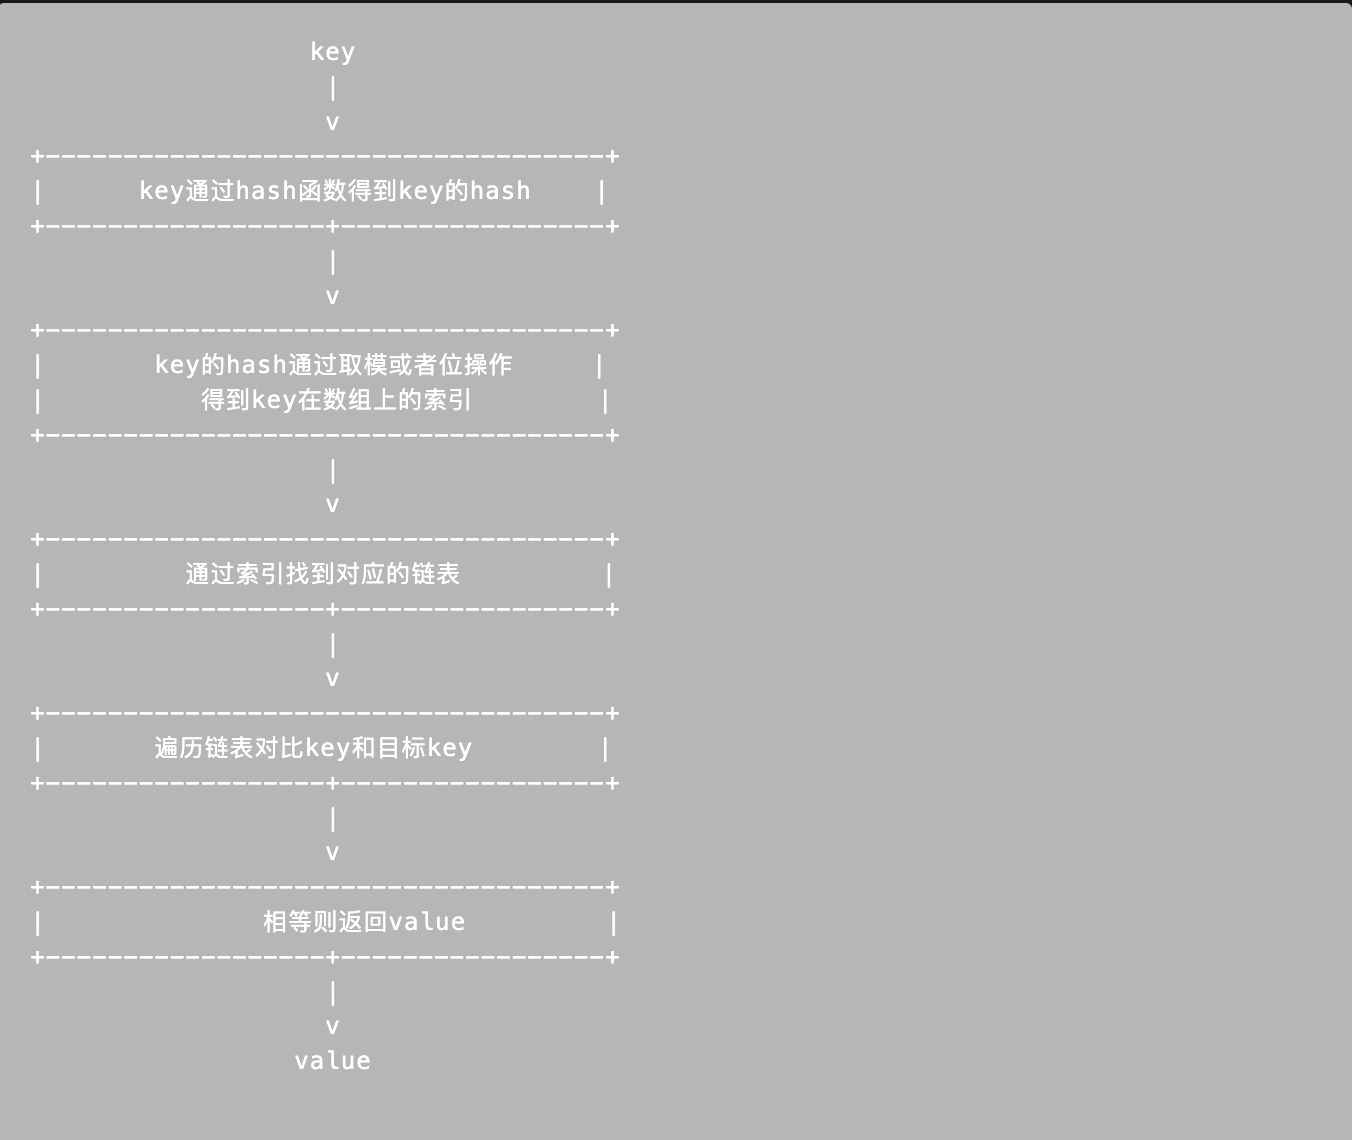 key
|
v
+------------------------------------+
|      key通过hash函数得到key的hash    |
+------------------+-----------------+
|
v
+------------------------------------+
|       key的hash通过取模或者位操作     |
|          得到key在数组上的索引        |
+------------------------------------+
|
v
+------------------------------------+
|         通过索引找到对应的链表         |
+------------------+-----------------+
|
v
+------------------------------------+
|       遍历链表对比key和目标key        |
+------------------+-----------------+
|
v
+------------------------------------+
|              相等则返回value         |
+------------------+-----------------+
|
v
value